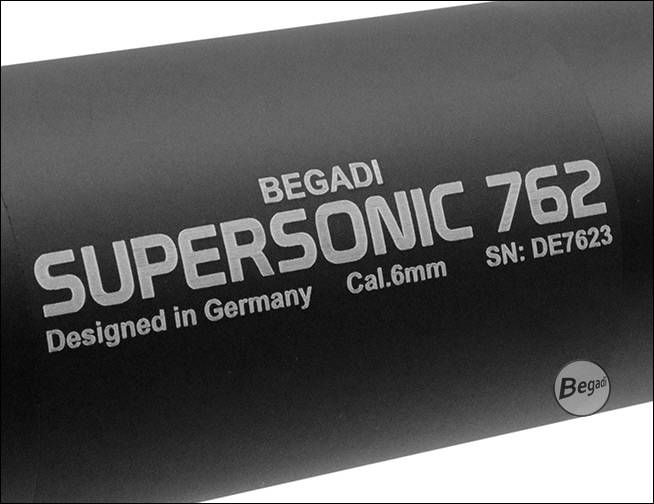 BEGADI
SUPERSONIC 762
Designed in Germany Cal.6mm SN: DE7623
Begadi